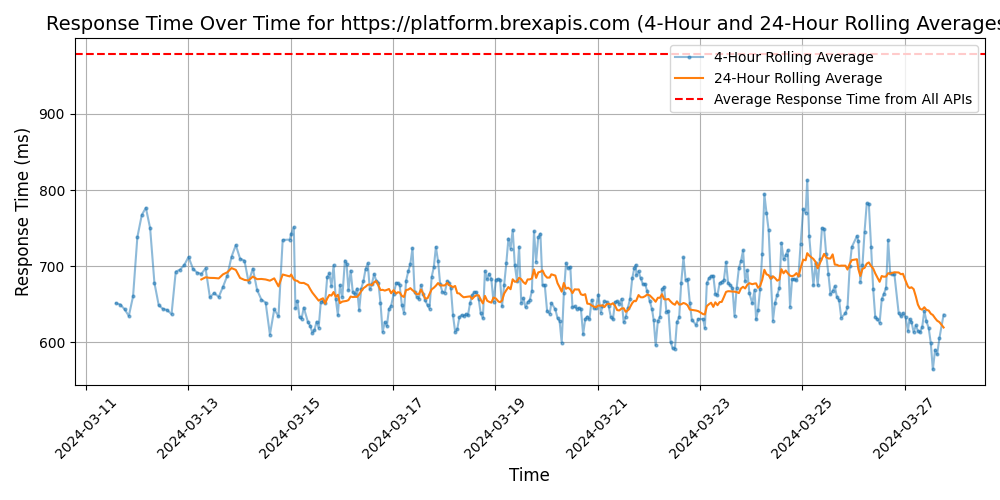 Response Time Over Time for https://platform.brexapis.com (4-Hour and 24-Hour Rolling Averages
4-Hour Rolling Average
24-Hour Rolling Average
Average Response Time from All APIs
Response Time (ms)
900
800
700
600
2024-03-11
2024-03-13
2024-03-15
2024-03-17
2024-03-19
2024-03-21
2024-03-23
2024-03-25
2024-03-27
Time